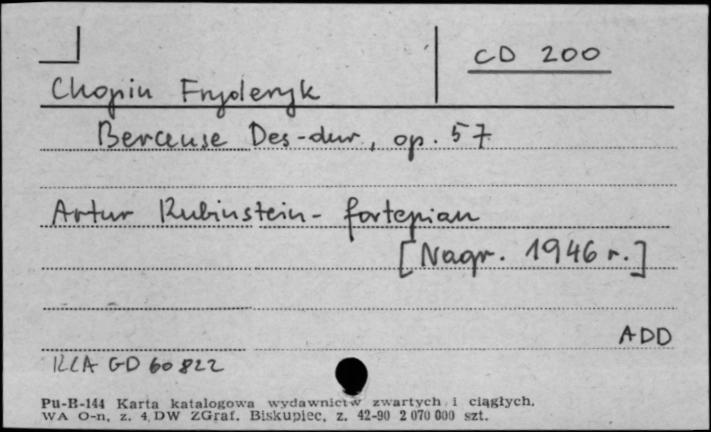 CD 200
Chopin Fryderyk
Berceuse Des-dur, op. 57
Artur Rubinstein - fortepian
[Nagr. 1946 r.]
ADD
RCA GD 60822
Pu-B-144 Karta katalogowa wydawnictw zwartych i ciągłych.
WA O-n, z. 4, DW ZGraf. Biskupiec, z. 42-90 2 070 000 szt.